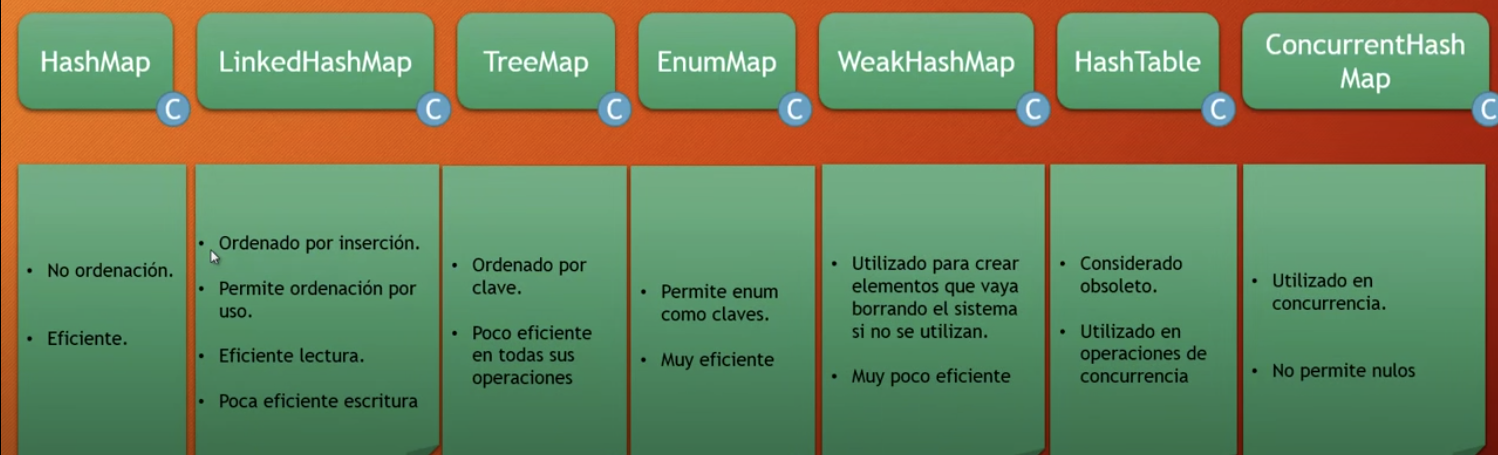 HashMap
C
LinkedHashMap
C
TreeMap
C
EnumMap
C
WeakHashMap
C
HashTable
C
ConcurrentHash
Map
C
• No ordenación.
• Eficiente.
• Ordenado por inserción.
• Permite ordenación por
uso.
• Eficiente lectura.
• Poca eficiente escritura
• Ordenado por
clave.
• Poco eficiente
en todas sus
operaciones
• Permite enum
como claves.
• Muy eficiente
• Utilizado para crear
elementos que vaya
borrando el sistema
si no se utilizan.
• Muy poco eficiente
• Considerado
obsoleto.
• Utilizado en
operaciones de
concurrencia
• Utilizado en
concurrencia.
• No permite nulos